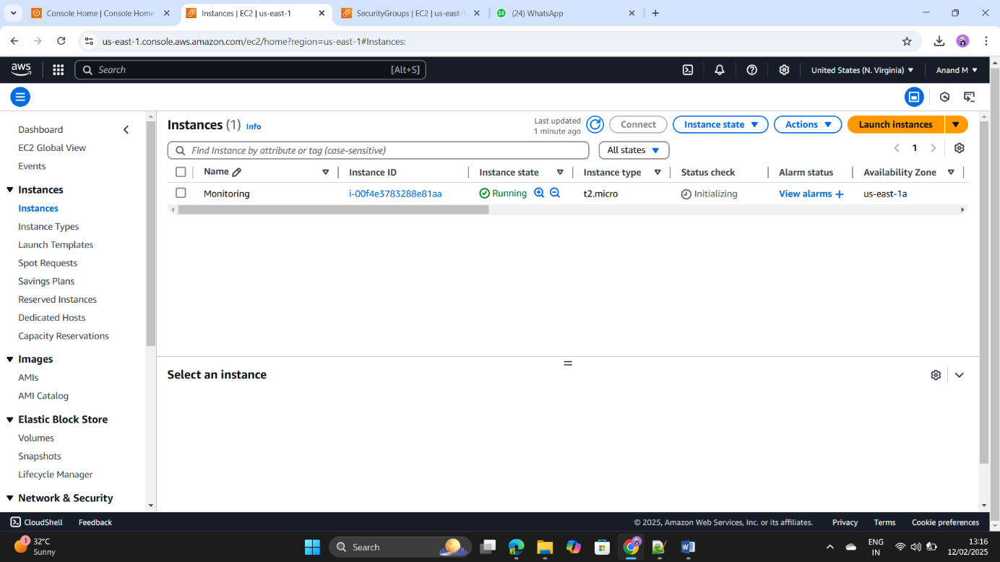 Console Home | Console Home
Instances | EC2 | us-east-1
SecurityGroups | EC2 | us-east-1
24
(24) WhatsApp
us-east-1.console.aws.amazon.com/ec2/home?region=us-east-1#Instances:
aws
Search
[Alt+S]
United States (N. Virginia)
Anand M
Dashboard
EC2 Global View
Events
Instances
Instances
Instance Types
Launch Templates
Spot Requests
Savings Plans
Reserved Instances
Dedicated Hosts
Capacity Reservations
Images
AMIs
AMI Catalog
Elastic Block Store
Volumes
Snapshots
Lifecycle Manager
Network & Security
Instances (1) Info
Last updated
1 minute ago
Connect
Instance state
Actions
Launch instances
Find Instance by attribute or tag (case-sensitive)
All states
1
Name Instance ID Instance state Instance type Status check Alarm status Availability Zone
Monitoring i-00f4e3783288e81aa Running t2.micro Initializing View alarms + us-east-1a
Select an instance
CloudShell Feedback
© 2025, Amazon Web Services, Inc. or its affiliates. Privacy Terms Cookie preferences
1
32°C
Sunny
Search
ENG
IN
13:16
12/02/2025